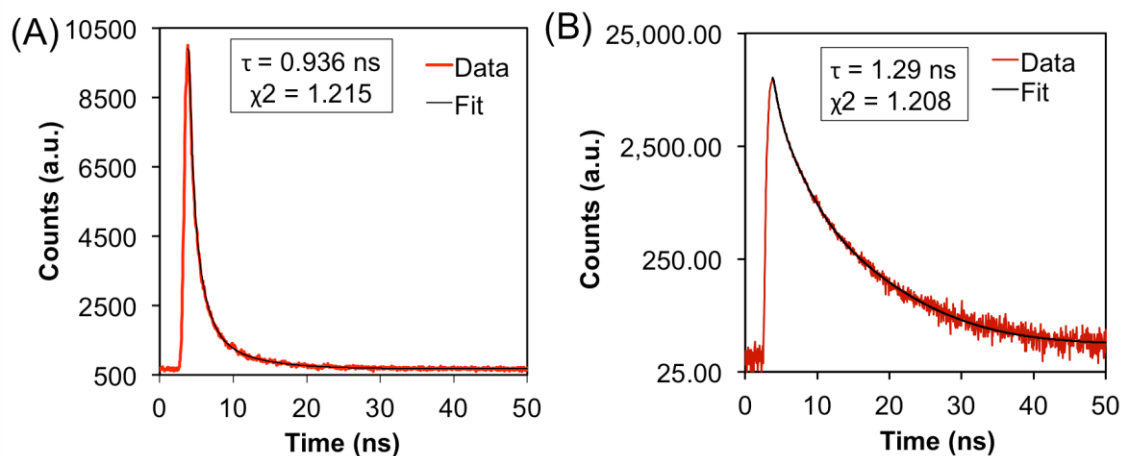 (A)
10500
8500
6500
4500
2500
500
Counts (a.u.)
τ = 0.936 ns
χ2 = 1.215
Data
Fit
0 10 20 30 40 50
Time (ns)
(B)
25,000.00
2,500.00
250.00
25.00
Counts (a.u.)
τ = 1.29 ns
χ2 = 1.208
Data
Fit
0 10 20 30 40 50
Time (ns)